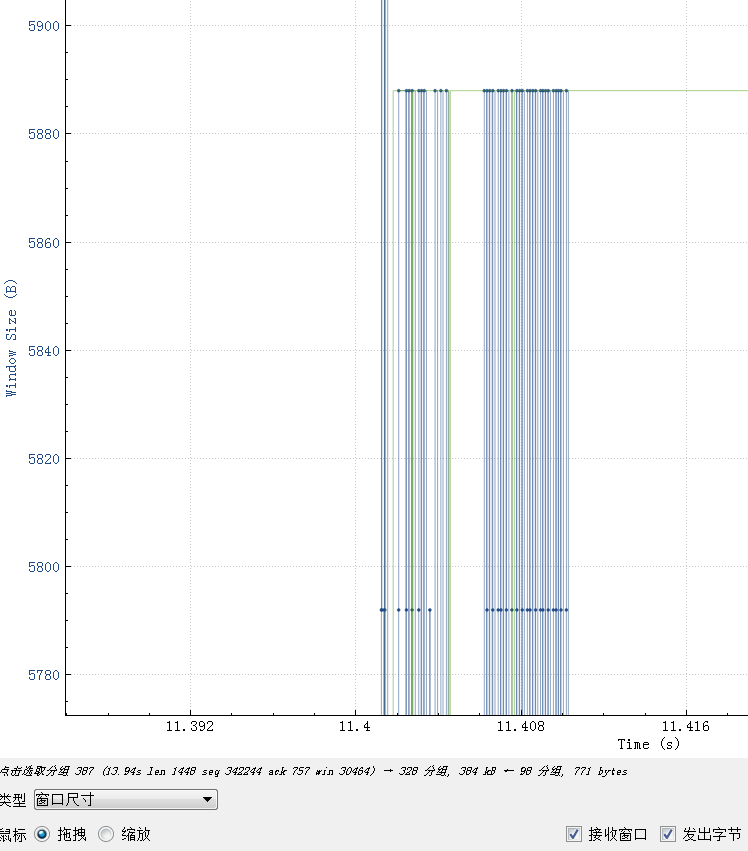 5900
5880
5860
5840
5820
5800
5780
Window Size (B)
11.392 11.4 11.408 11.416
Time (s)
点击选取分组 387 (13.94s len 1448 seq 342244 ack 757 win 30464) → 328 分组, 384 kB ← 98 分组, 771 bytes
类型 窗口尺寸
鼠标 拖拽 缩放 接收窗口 发出字节